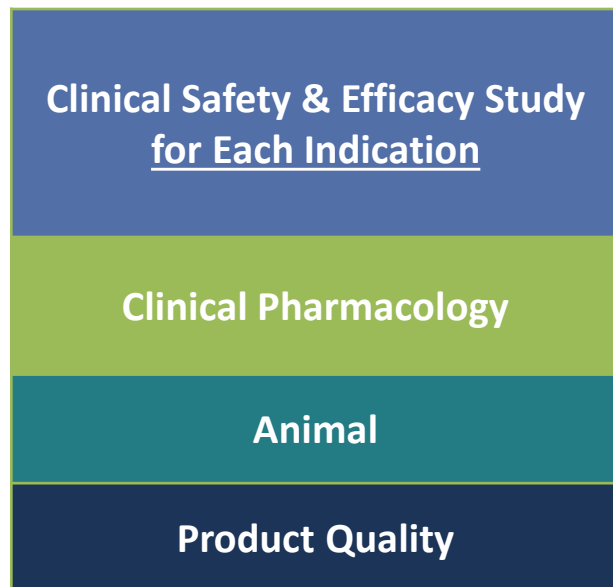 Clinical Safety & Efficacy Study
for Each Indication
Clinical Pharmacology
Animal
Product Quality